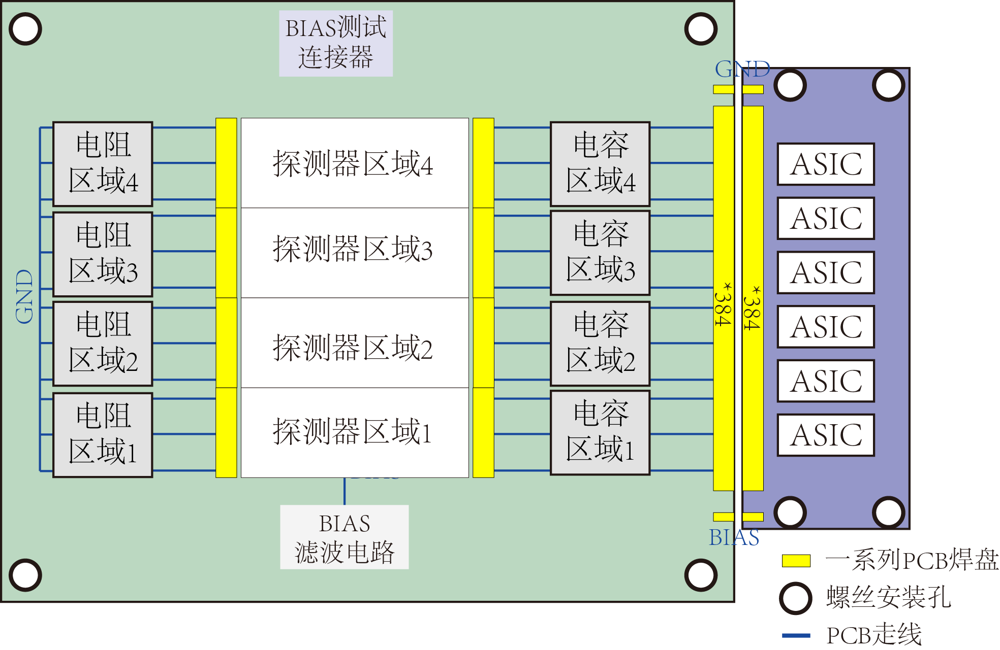 BIAS测试
连接器
GND
电阻
区域4
探测器区域4
电容
区域4
ASIC
电阻
区域3
探测器区域3
电容
区域3
ASIC
ASIC
GND
*384
*384
电阻
区域2
探测器区域2
电容
区域2
ASIC
ASIC
电阻
区域1
探测器区域1
电容
区域1
ASIC
BIAS
BIAS
滤波电路
BIAS
一系列PCB焊盘
螺丝安装孔
PCB走线